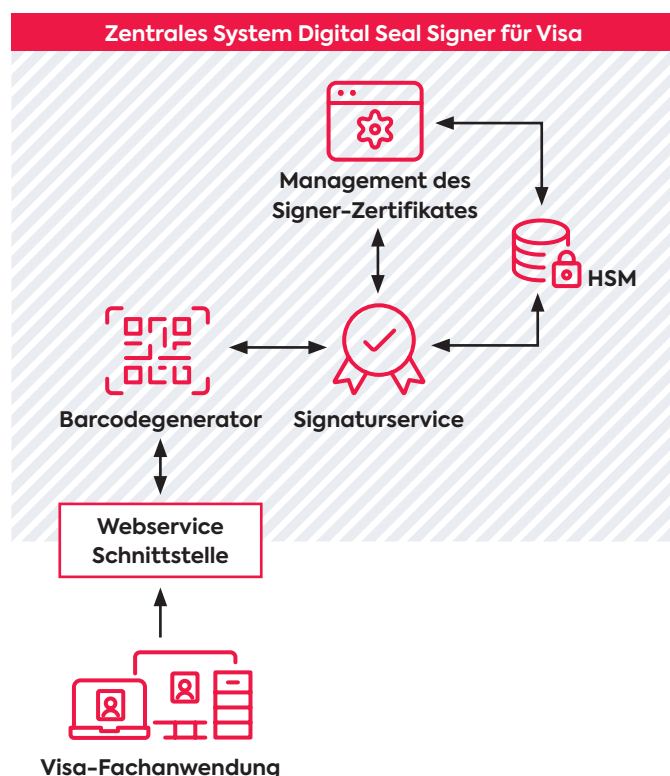 Zentrales System Digital Seal Signer für Visa
Management des
Signer-Zertifikates
HSM
Barcodegenerator
Signaturservice
Webservice
Schnittstelle
Visa-Fachanwendung